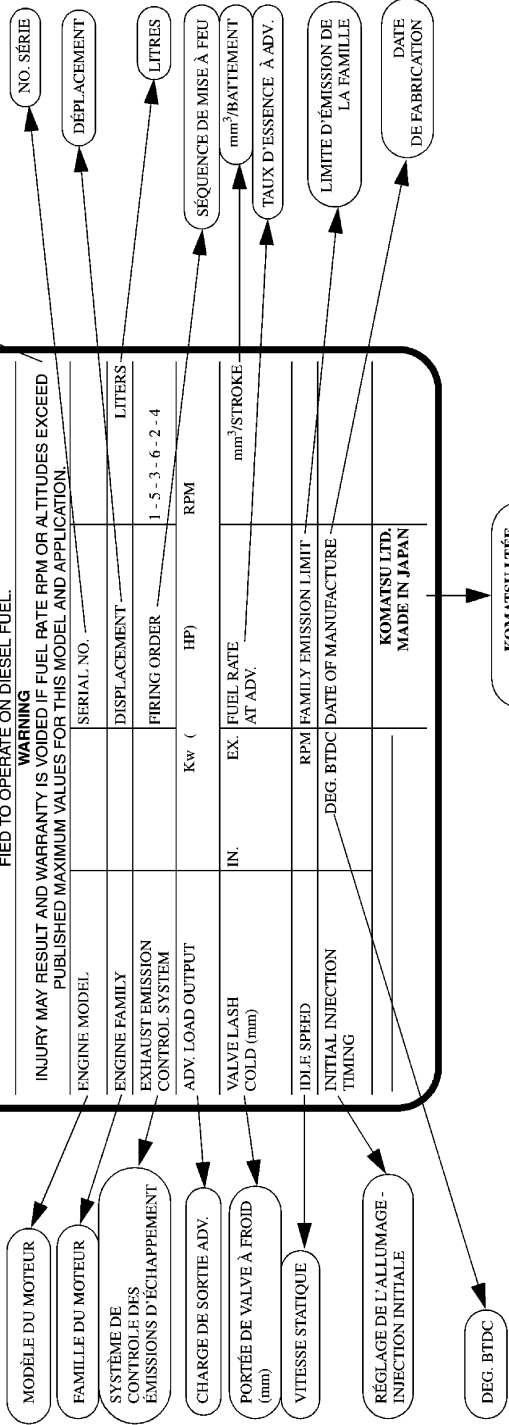 FIED TO OPERATE ON DIESEL FUEL.
WARNING
INJURY MAY RESULT AND WARRANTY IS VOIDED IF FUEL RATE RPM OR ALTITUDES EXCEED
PUBLISHED MAXIMUM VALUES FOR THIS MODEL AND APPLICATION.
ENGINE MODEL
SERIAL NO.
ENGINE FAMILY
DISPLACEMENT
LITERS
EXHAUST EMISSION
CONTROL SYSTEM
FIRING ORDER
1 - 5 - 3 - 6 - 2 - 4
ADV. LOAD OUTPUT
Kw (
HP)
RPM
VALVE LASH
COLD (mm)
IN.
EX.
FUEL RATE
AT ADV.
mm³/STROKE
IDLE SPEED
RPM
FAMILY EMISSION LIMIT
INITIAL INJECTION
TIMING
DEG. BTDC
DATE OF MANUFACTURE
KOMATSU LTD.
MADE IN JAPAN
MODÈLE DU MOTEUR
FAMILLE DU MOTEUR
SYSTÈME DE
CONTROLE DES
ÉMISSIONS D'ÉCHAPPEMENT
CHARGE DE SORTIE ADV.
PORTÉE DE VALVE À FROID
(mm)
VITESSE STATIQUE
RÉGLAGE DE L'ALLUMAGE -
INJECTION INITIALE
DEG. BTDC
NO. SÉRIE
DÉPLACEMENT
LITRES
SÉQUENCE DE MISE À FEU
mm³/BATTEMENT
TAUX D'ESSENCE À ADV.
LIMITE D'ÉMISSION DE
LA FAMILLE
DATE
DE FABRICATION
KOMATSU LTÉE